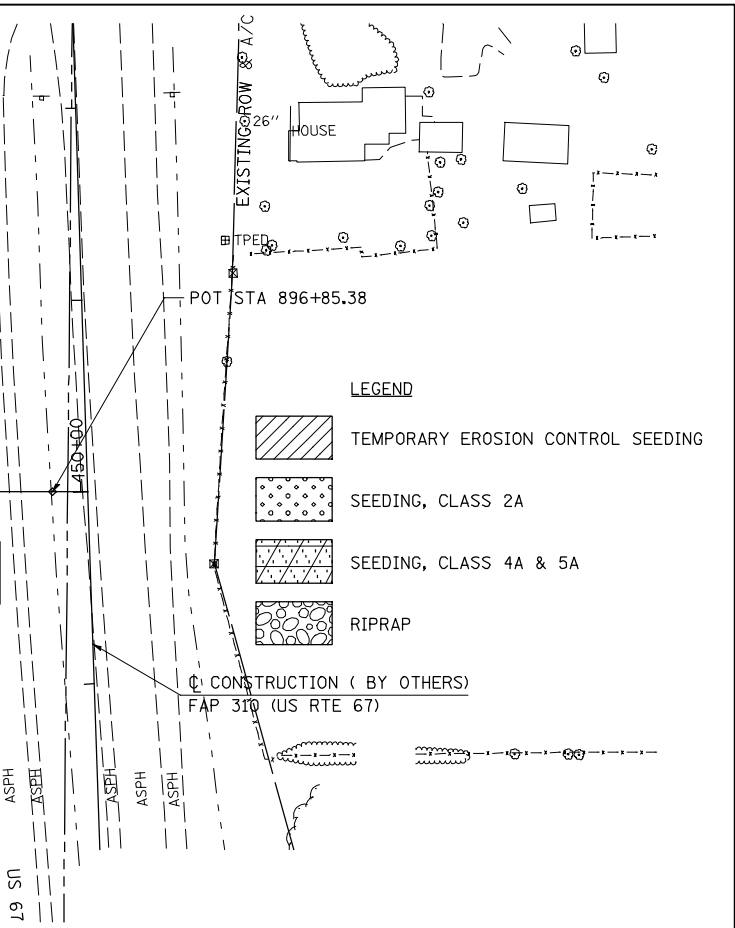 EXISTING ROW & A/C
26"
HOUSE
TPED
POT STA 896+85.38
450+00
LEGEND
TEMPORARY EROSION CONTROL SEEDING
SEEDING, CLASS 2A
SEEDING, CLASS 4A & 5A
RIPRAP
℄ CONSTRUCTION ( BY OTHERS)
FAP 310 (US RTE 67)
ASPH
ASPH
ASPH
ASPH
ASPH
US 67